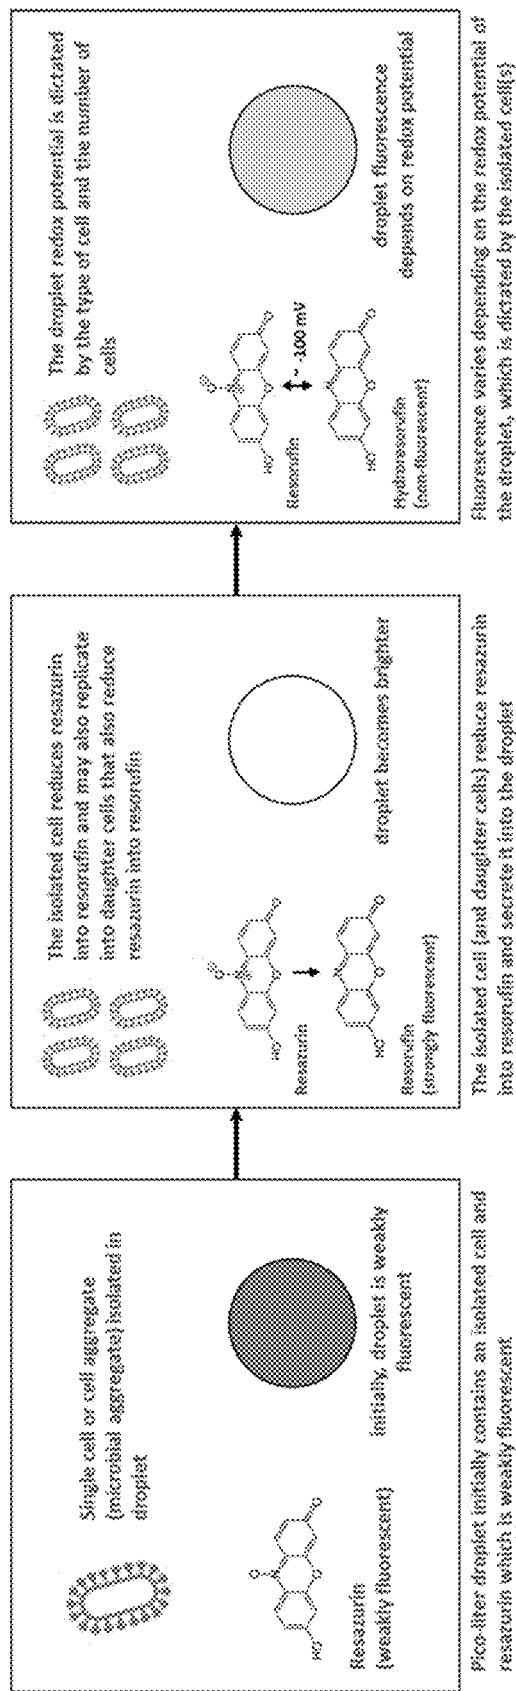 Single cell or cell aggregate
(microbial aggregate) isolated in
droplet
Resazurin
(weakly fluorescent)
O
HO
O
N
O
initially, droplet is weakly
fluorescent
Pico-liter droplet initially contains an isolated cell and
resazurin which is weakly fluorescent
The isolated cell reduces resazurin
into resorufin and may also replicate
into daughter cells that also reduce
resazurin into resorufin
HO
O
Resazurin
HO
O
Resorufin
(strongly fluorescent)
droplet becomes brighter
The isolated cell (and daughter cells) reduce resazurin
into resorufin and secrete it into the droplet
The droplet redox potential is dictated
by the type of cell and the number of
cells
HO
O
Resorufin
~ -100 mV
HO
O
Hydroresorufin
(non-fluorescent)
droplet fluorescence
depends on redox potential
Fluorescence varies depending on the redox potential of
the droplet, which is dictated by the isolated cell(s)